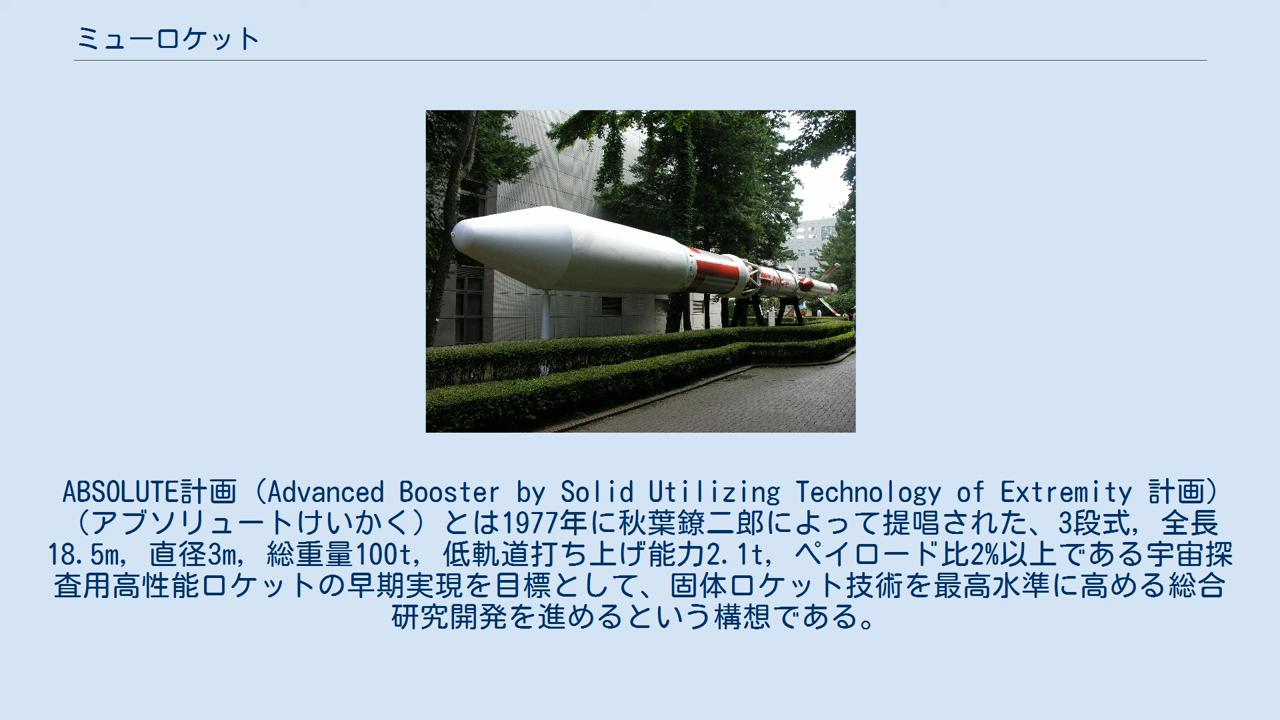 ミューロケット
ABSOLUTE計画（Advanced Booster by Solid Utilizing Technology of Extremity 計画）
（アブソリュートけいかく）とは1977年に秋葉鐐二郎によって提唱された、3段式, 全長
18.5m, 直径3m, 総重量100t, 低軌道打ち上げ能力2.1t, ペイロード比2%以上である宇宙探
査用高性能ロケットの早期実現を目標として、固体ロケット技術を最高水準に高める総合
研究開発を進めるという構想である。